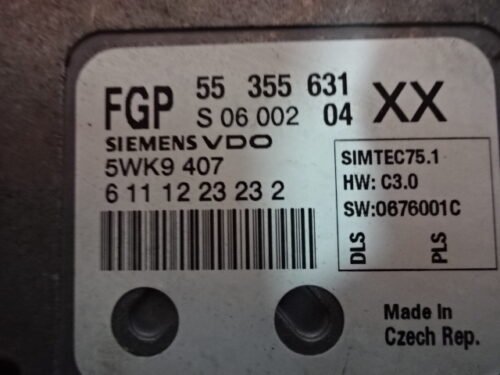 FGP 55 355 631 XX
S 06 002 04
SIEMENS VDO
5WK9 407
6 11 12 23 23 2
SIMTEC75.1
HW: C3.0
SW:0676001C
DLS
PLS
Made In
Czech Rep.